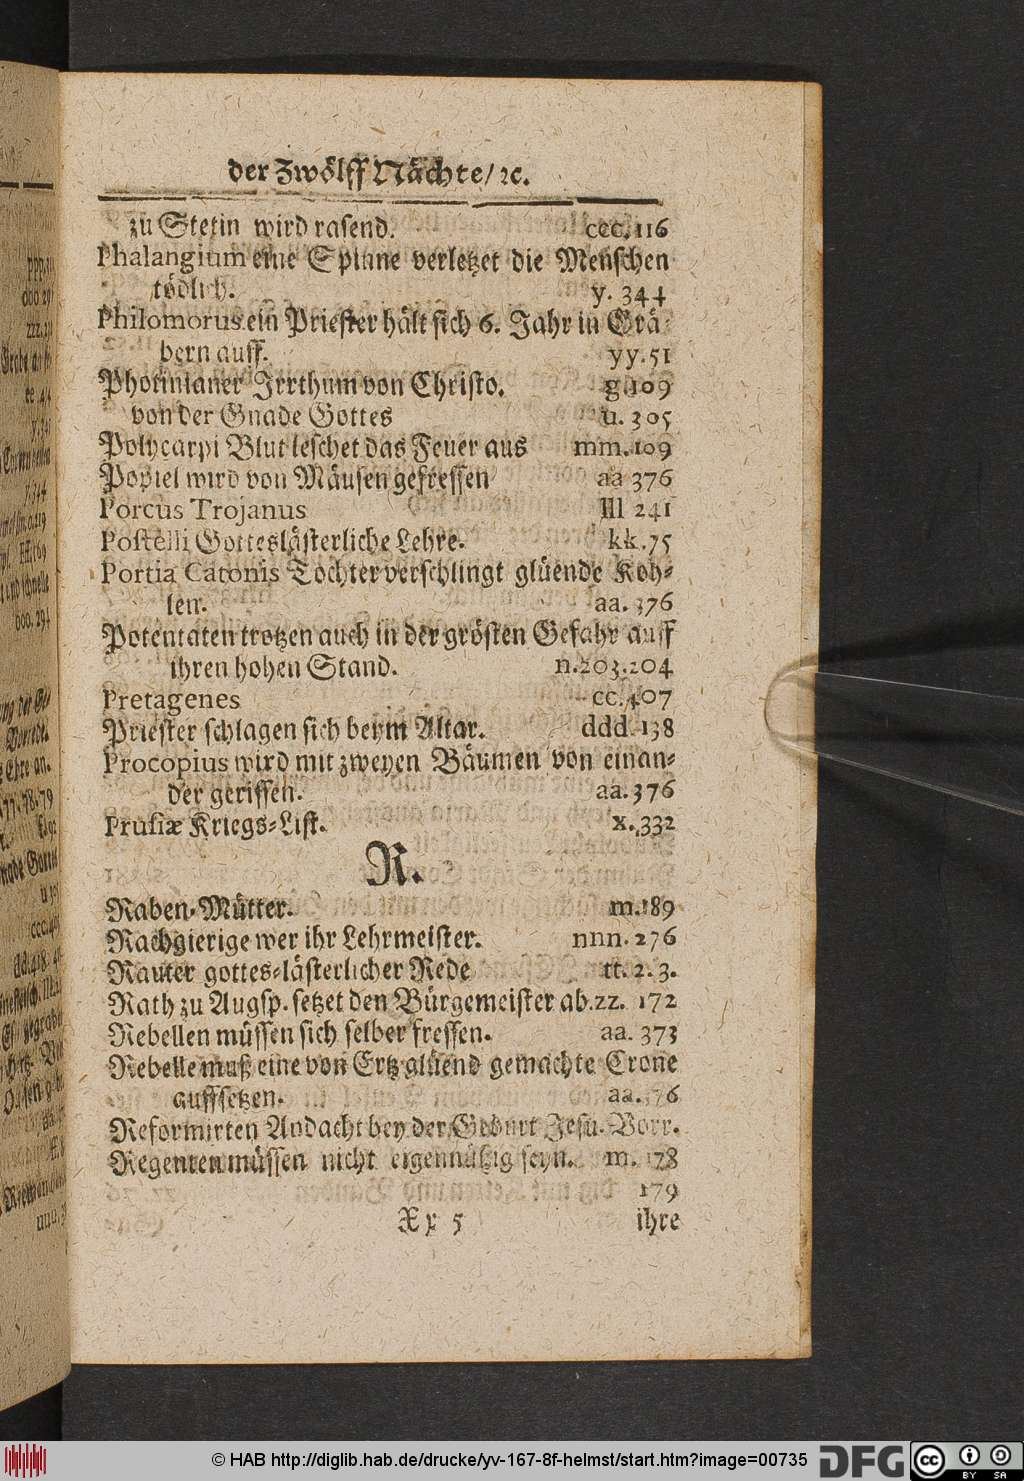 der Zwölff Nächte/ ꝛc.
zu Stetin wird rasend. ccc. 116
Phalangium eine Spinne verletzet die Menschen
tödlich. y. 344
Philomorus ein Priester hält sich 6. Jahr in Grä-
bern auff. yy. 51
Photinianer Irrthum von Christo. g. 109
von der Gnade Gottes u. 305
Polycarpi Blut leschet das Feuer aus mm. 109
Popiel wird von Mäusen gefressen aa 376
Porcus Trojanus lll 241
Postelli Gotteslästerliche Lehre. kk. 75
Portia Catonis Tochter verschlingt glüende Koh-
len. aa. 376
Potentaten trotzen auch in der grösten Gefahr auff
ihren hohen Stand. n. 203. 204
Pretagenes cc. 407
Priester schlagen sich beym Altar. ddd. 138
Procopius wird mit zweyen Bäumen von einan-
der gerissen. aa. 376
Prusiæ Kriegs-List. x. 332
R.
Raben-Mütter. m. 189
Rachgierige wer ihr Lehrmeister. nnn. 276
Rauter gottes-lästerlicher Rede tt. 2. 3.
Rath zu Augsp. setzet den Bürgemeister ab. zz. 172
Rebellen müssen sich selber fressen. aa. 373
Rebelle muß eine von Ertz glüend gemachte Crone
auffsetzen. aa. 376
Reformirten Andacht bey der Geburt Jesu. Vorr.
Regenten müssen nicht eigennützig seyn. m. 178
179
Xx 5 ihre
© HAB http://diglib.hab.de/drucke/yv-167-8f-helmst/start.htm?image=00735
DFG
cc BY SA